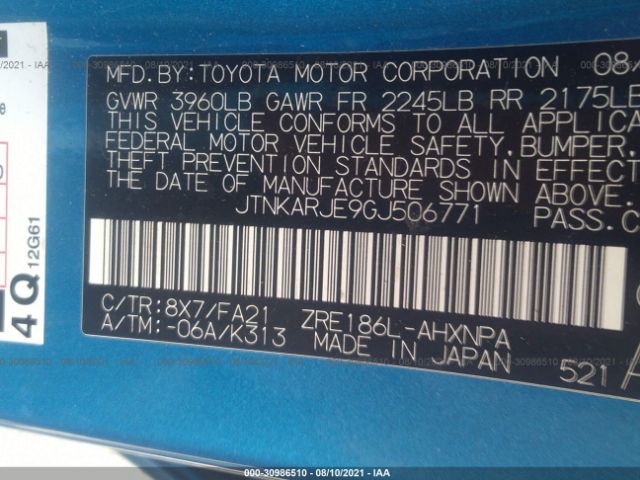 MFD.BY:TOYOTA MOTOR CORPORATION 08
GVWR 3960LB GAWR FR 2245LB RR 2175LB
THIS VEHICLE CONFORMS TO ALL
FEDERAL MOTOR VEHICLE SAFETY,BUMPER,
THEFT PREVENTION STANDARDS IN EFFECT
THE DATE OF MANUFACTURE SHOWN ABOVE.
JTNKARJE9GJ506771 PASS.C
C/TR:8X7/FA21 ZRE186L-AHXNPA
A/TM:-06A/K313 MADE IN JAPAN
521
4Q 12G61
000-30986510 - 08/10/2021 - IAA